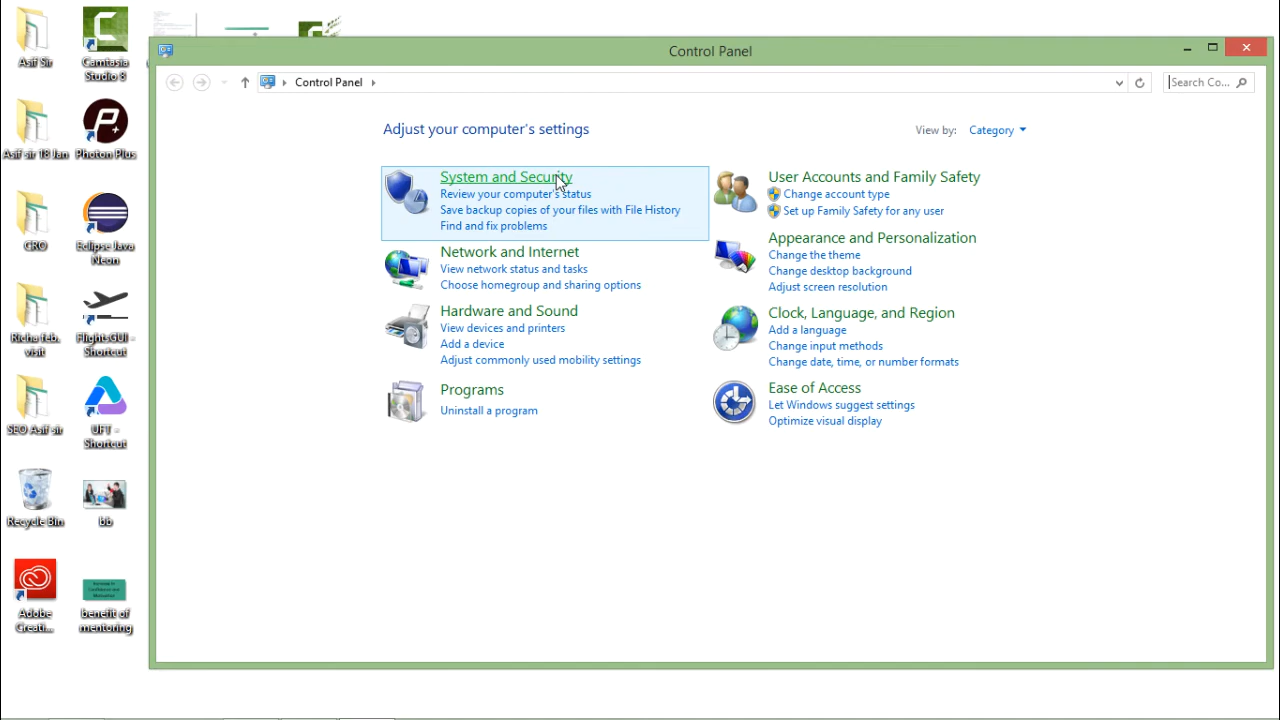 Control Panel
Control Panel
Search Co...
Adjust your computer's settings
View by: Category
System and Security
Review your computer's status
Save backup copies of your files with File History
Find and fix problems
Network and Internet
View network status and tasks
Choose homegroup and sharing options
Hardware and Sound
View devices and printers
Add a device
Adjust commonly used mobility settings
Programs
Uninstall a program
User Accounts and Family Safety
Change account type
Set up Family Safety for any user
Appearance and Personalization
Change the theme
Change desktop background
Adjust screen resolution
Clock, Language, and Region
Add a language
Change input methods
Change date, time, or number formats
Ease of Access
Let Windows suggest settings
Optimize visual display
Asif Sir
Camtasia
Studio 8
Asif sir 18 Jan
Photon Plus
CRO
Eclipse Java
Neon
Richa feb.
visit
FlightsGUI -
Shortcut
SEO Asif sir
UFT -
Shortcut
Recycle Bin
bb
Adobe
Creati...
benefit of
mentoring